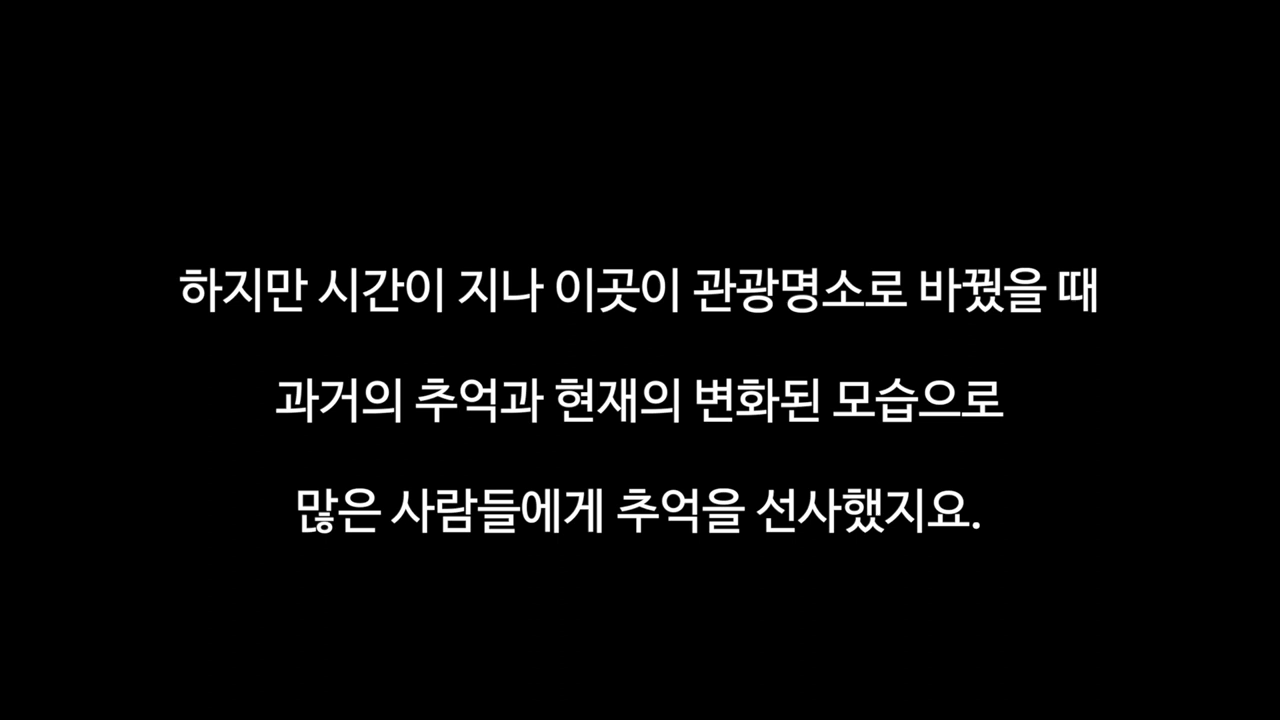 하지만 시간이 지나 이곳이 관광명소로 바꿨을 때
과거의 추억과 현재의 변화된 모습으로
많은 사람들에게 추억을 선사했지요.